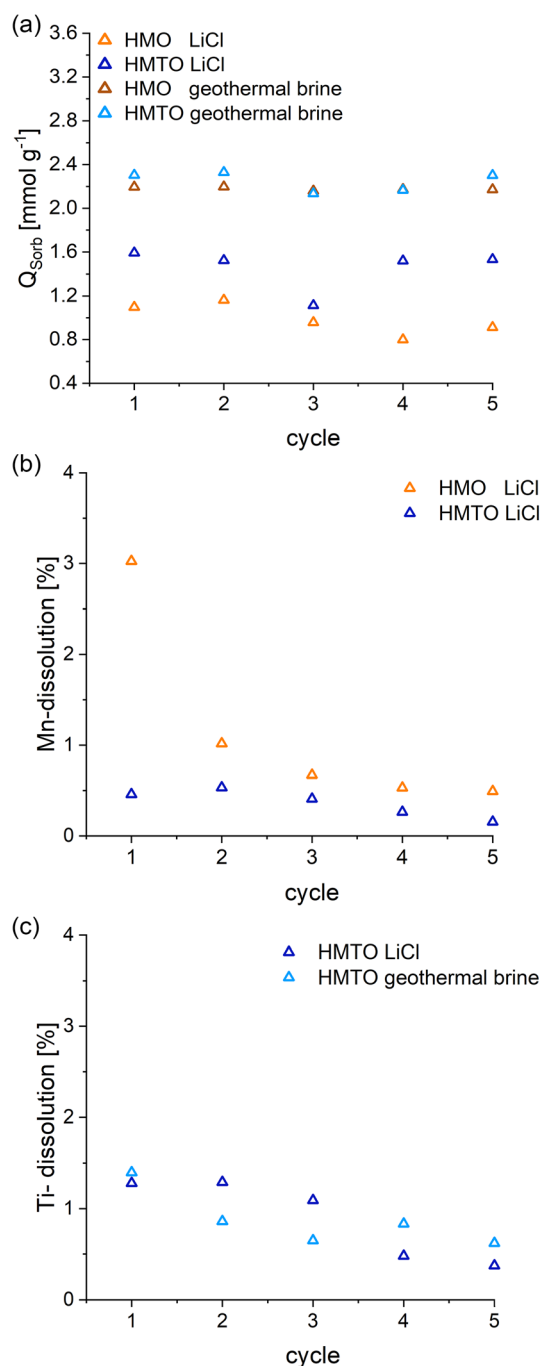 (a)
HMO LiCl
HMTO LiCl
HMO geothermal brine
HMTO geothermal brine
3.6
3.2
2.8
2.4
2.0
1.6
1.2
0.8
0.4
Q_Sorb [mmol g⁻¹]
1 2 3 4 5
cycle
(b)
HMO LiCl
HMTO LiCl
4
3
2
1
0
Mn-dissolution [%]
1 2 3 4 5
cycle
(c)
HMTO LiCl
HMTO geothermal brine
4
3
2
1
0
Ti- dissolution [%]
1 2 3 4 5
cycle